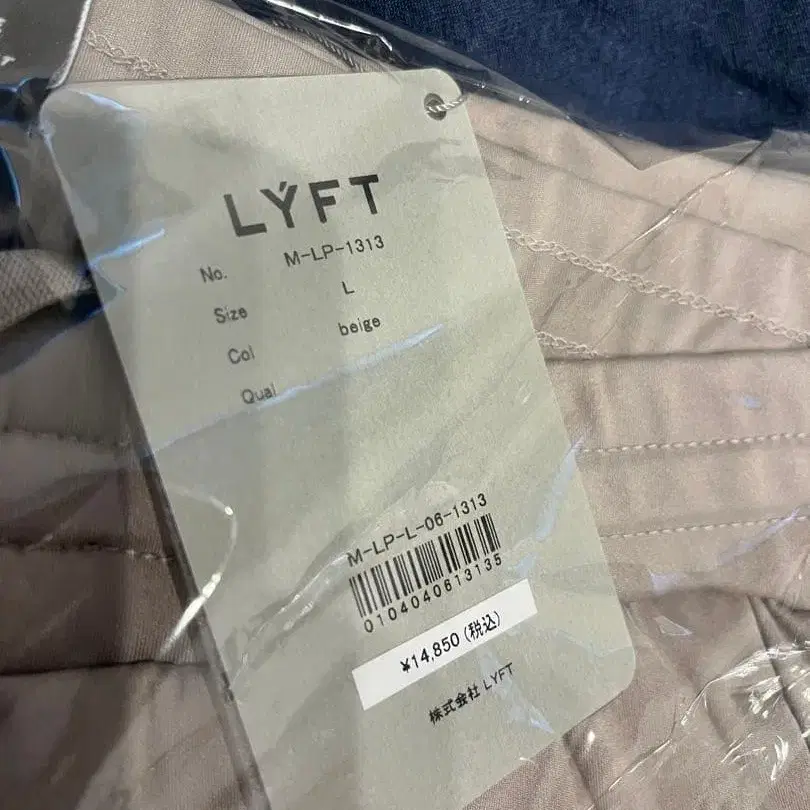 LÝFT
No. M-LP-1313
Size L
Col beige
Qual
M-LP-L-06-1313
0104040613135
¥14,850(税込)
株式会社 LYFT